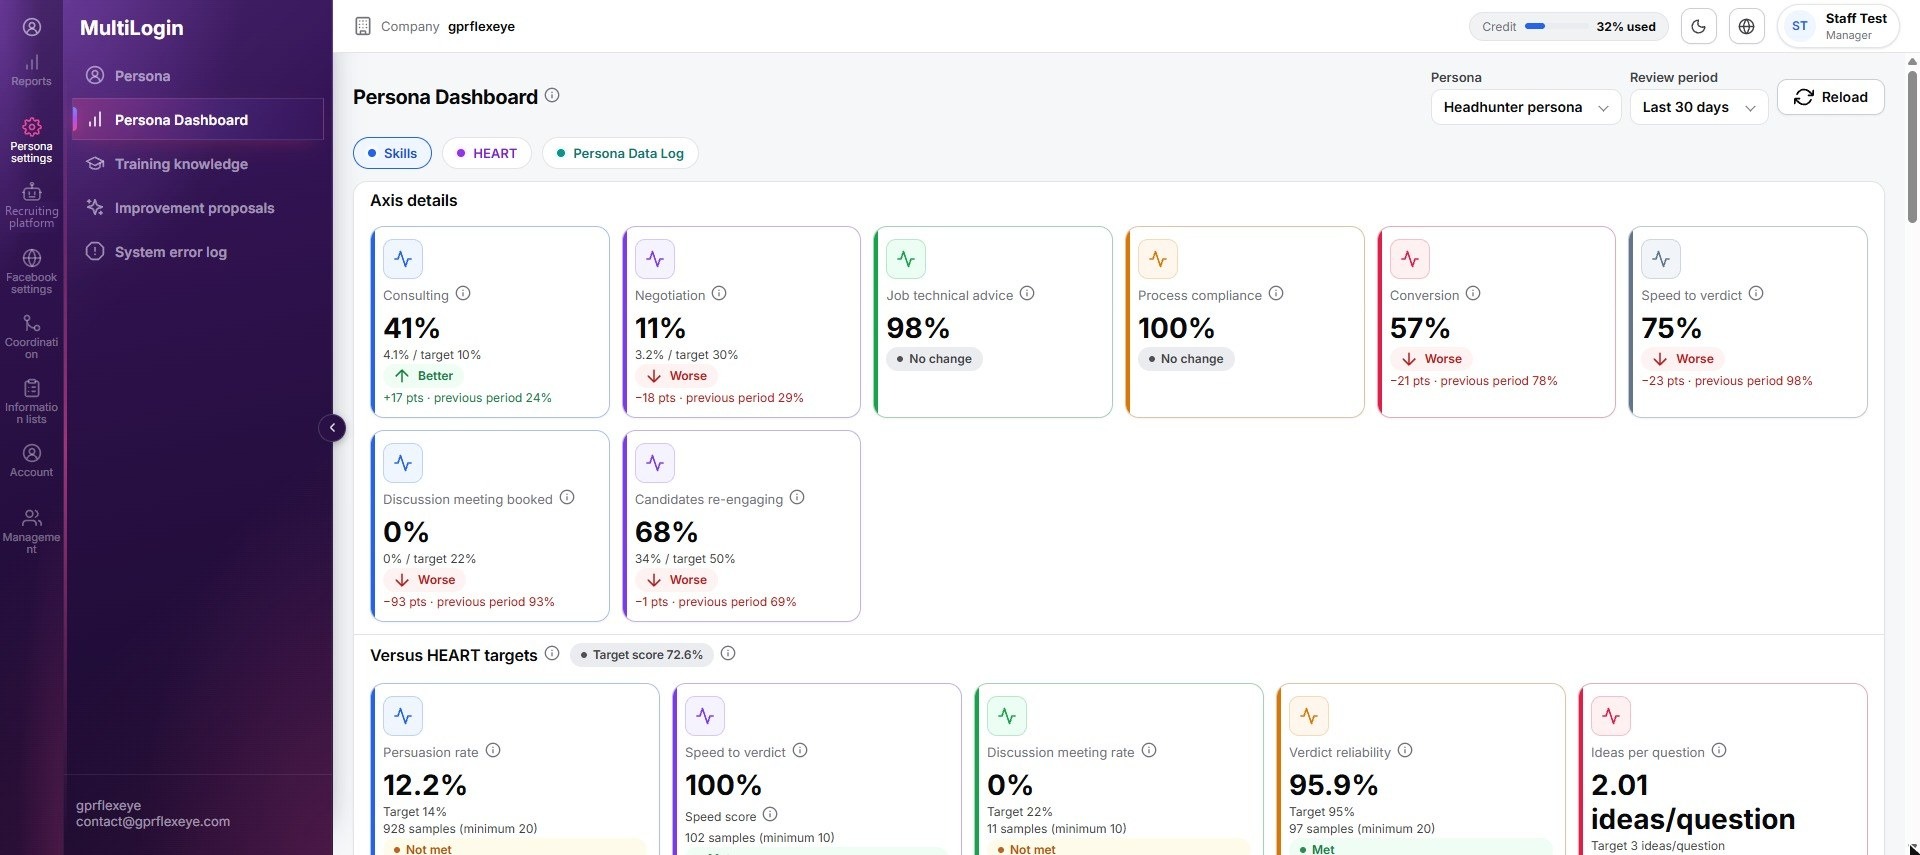 MultiLogin
Reports
Persona
settings
Recruiting
platform
Facebook
settings
Coordinati
on
Informatio
n lists
Account
Manageme
nt
Persona
Persona Dashboard
Training knowledge
Improvement proposals
System error log
gprflexeye
contact@gprflexeye.com
Company gprflexeye
Credit 32% used
ST
Staff Test
Manager
Persona Dashboard
Persona
Headhunter persona
Review period
Last 30 days
Reload
Skills
HEART
Persona Data Log
Axis details
Consulting
41%
4.1% / target 10%
Better
+17 pts · previous period 24%
Negotiation
11%
3.2% / target 30%
Worse
−18 pts · previous period 29%
Job technical advice
98%
No change
Process compliance
100%
No change
Conversion
57%
Worse
−21 pts · previous period 78%
Speed to verdict
75%
Worse
−23 pts · previous period 98%
Discussion meeting booked
0%
0% / target 22%
Worse
−93 pts · previous period 93%
Candidates re-engaging
68%
34% / target 50%
Worse
−1 pts · previous period 69%
Versus HEART targets
Target score 72.6%
Persuasion rate
12.2%
Target 14%
928 samples (minimum 20)
Not met
Speed to verdict
100%
Speed score
102 samples (minimum 10)
Discussion meeting rate
0%
Target 22%
11 samples (minimum 10)
Not met
Verdict reliability
95.9%
Target 95%
97 samples (minimum 20)
Met
Ideas per question
2.01
ideas/question
Target 3 ideas/question